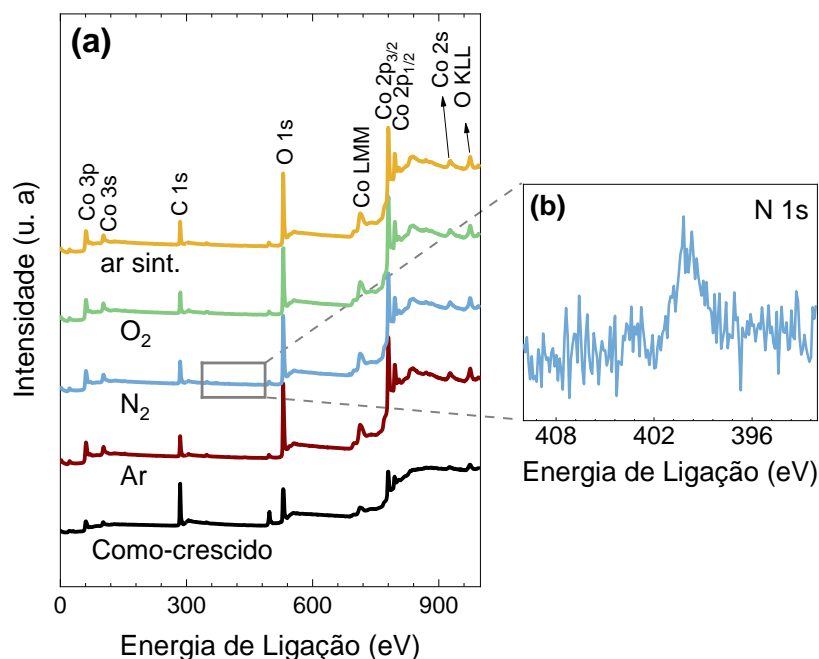 (a)
Co 3p
Co 3s
C 1s
O 1s
Co LMM
Co 2p₃/₂
Co 2p₁/₂
Co 2s
O KLL
ar sint.
O₂
N₂
Ar
Como-crescido
Intensidade (u. a)
0 300 600 900
Energia de Ligação (eV)
(b) N 1s
408 402 396
Energia de Ligação (eV)